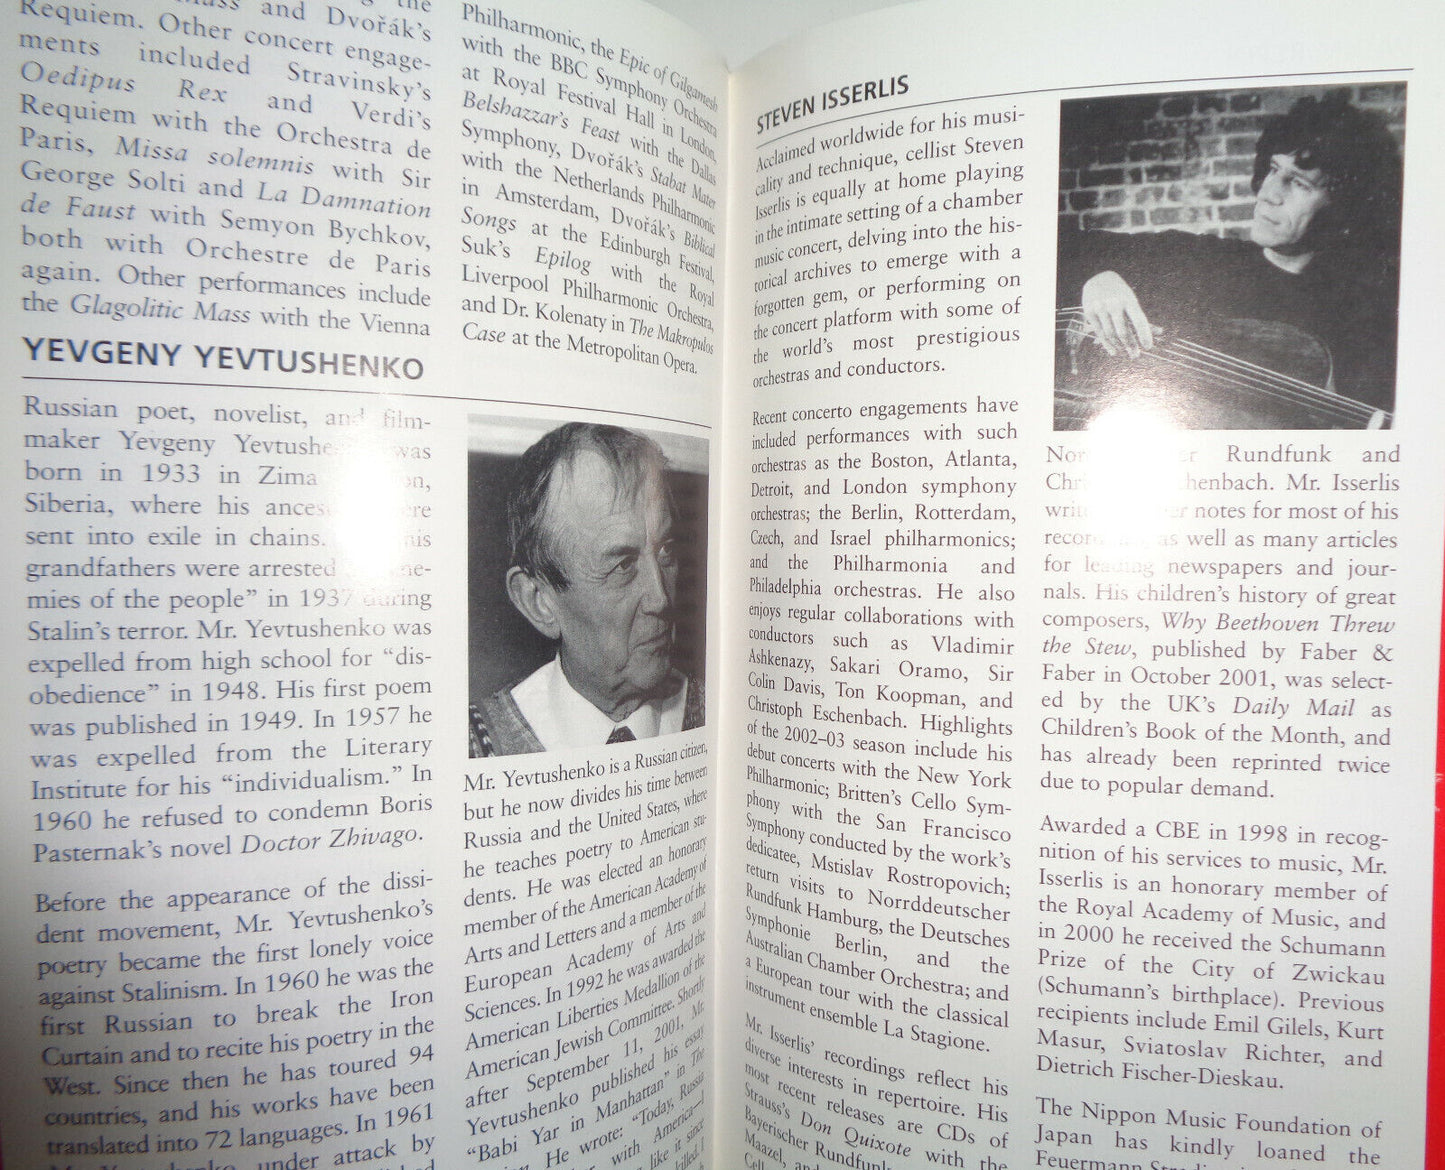 Mass and Dvořák's
Requiem. Other concert engage-
ments included Stravinsky's
Oedipus Rex and Verdi's
Requiem with the Orchestra de
Paris, Missa solemnis with Sir
George Solti and La Damnation
de Faust with Semyon Bychkov,
both with Orchestre de Paris
again. Other performances include
the Glagolitic Mass with the Vienna
Philharmonic, the Epic of Gilgamesh
with the BBC Symphony Orchestra
at Royal Festival Hall in London,
Belshazzar's Feast with the Dallas
Symphony, Dvořák's Stabat Mater
with the Netherlands Philharmonic
in Amsterdam, Dvořák's Biblical
Songs at the Edinburgh Festival,
Suk's Epilog with the Royal
Liverpool Philharmonic Orchestra,
and Dr. Kolenaty in The Makropulos
Case at the Metropolitan Opera.
YEVGENY YEVTUSHENKO
Russian poet, novelist, and film-
maker Yevgeny was
born in 1933 in Zima
Siberia, where his
sent into exile in chains.
grandfathers were arrested
mies of the people" in 1937 during
Stalin's terror. Mr. Yevtushenko was
expelled from high school for "dis-
obedience" in 1948. His first poem
was published in 1949. In 1957 he
was expelled from the Literary
Institute for his "individualism." In
1960 he refused to condemn Boris
Pasternak's novel Doctor Zhivago.
Before the appearance of the dissi-
dent movement, Mr. Yevtushenko's
poetry became the first lonely voice
against Stalinism. In 1960 he was the
first Russian to break the Iron
Curtain and to recite his poetry in the
West. Since then he has toured 94
countries, and his works have been
translated into 72 languages. In 1961
under attack by
Mr. Yevtushenko is a Russian citizen,
but he now divides his time between
Russia and the United States, where
he teaches poetry to American stu-
dents. He was elected an honorary
member of the American Academy of
Arts and Letters and a member of the
European Academy of Arts and
Sciences. In 1992 he was awarded the
American Liberties Medallion of the
American Jewish Committee. Shortly
after September 11, 2001, Mr.
Yevtushenko published his essay
"Babi Yar in Manhattan" in The
He wrote: "Today, Russia
with America—I
like it since
killed. I
STEVEN ISSERLIS
Acclaimed worldwide for his musi-
cality and technique, cellist Steven
Isserlis is equally at home playing
in the intimate setting of a chamber
music concert, delving into the his-
torical archives to emerge with a
forgotten gem, or performing on
the concert platform with some of
the world's most prestigious
orchestras and conductors.
Recent concerto engagements have
included performances with such
orchestras as the Boston, Atlanta,
Detroit, and London symphony
orchestras; the Berlin, Rotterdam,
Czech, and Israel philharmonics;
and the Philharmonia and
Philadelphia orchestras. He also
enjoys regular collaborations with
conductors such as Vladimir
Ashkenazy, Sakari Oramo, Sir
Colin Davis, Ton Koopman, and
Christoph Eschenbach. Highlights
of the 2002–03 season include his
debut concerts with the New York
Philharmonic; Britten's Cello Sym-
phony with the San Francisco
Symphony conducted by the work's
dedicatee, Mstislav Rostropovich;
return visits to Norrddeutscher
Rundfunk Hamburg, the Deutsches
Symphonie Berlin, and the
Australian Chamber Orchestra; and
a European tour with the classical
instrument ensemble La Stagione.
Mr. Isserlis' recordings reflect his
diverse interests in repertoire. His
most recent releases are CDs of
Strauss's Don Quixote with the
Bayerischer Rundfunk
Maazel, and
Rundfunk and
Mr. Isserlis
notes for most of his
as well as many articles
for leading newspapers and jour-
nals. His children's history of great
composers, Why Beethoven Threw
the Stew, published by Faber &
Faber in October 2001, was select-
ed by the UK's Daily Mail as
Children's Book of the Month, and
has already been reprinted twice
due to popular demand.
Awarded a CBE in 1998 in recog-
nition of his services to music, Mr.
Isserlis is an honorary member of
the Royal Academy of Music, and
in 2000 he received the Schumann
Prize of the City of Zwickau
(Schumann's birthplace). Previous
recipients include Emil Gilels, Kurt
Masur, Sviatoslav Richter, and
Dietrich Fischer-Dieskau.
The Nippon Music Foundation of
Japan has kindly loaned the
Feuermann